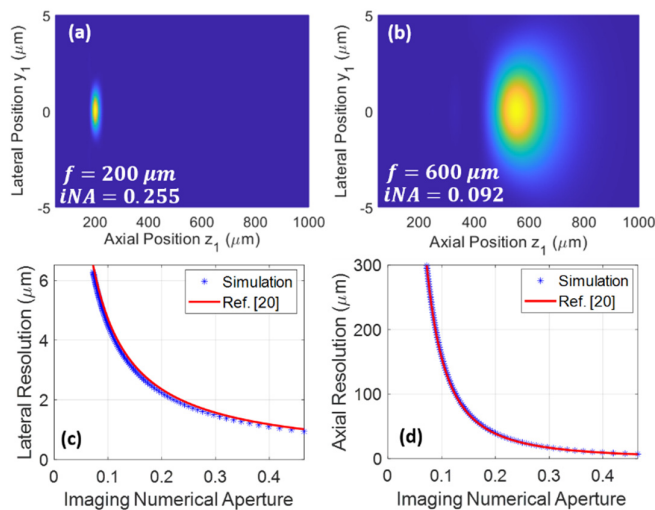 (a)
Lateral Position y1 (μm)
5
0
-5
f = 200 μm
iNA = 0.255
200 400 600 800 1000
Axial Position z1 (μm)
(b)
Lateral Position y1 (μm)
5
0
-5
f = 600 μm
iNA = 0.092
200 400 600 800 1000
Axial Position z1 (μm)
Lateral Resolution (μm)
6
4
2
0
Simulation
Ref. [20]
(c)
0.1 0.2 0.3 0.4
Imaging Numerical Aperture
Axial Resolution (μm)
300
200
100
0
Simulation
Ref. [20]
(d)
0 0.1 0.2 0.3 0.4
Imaging Numerical Aperture